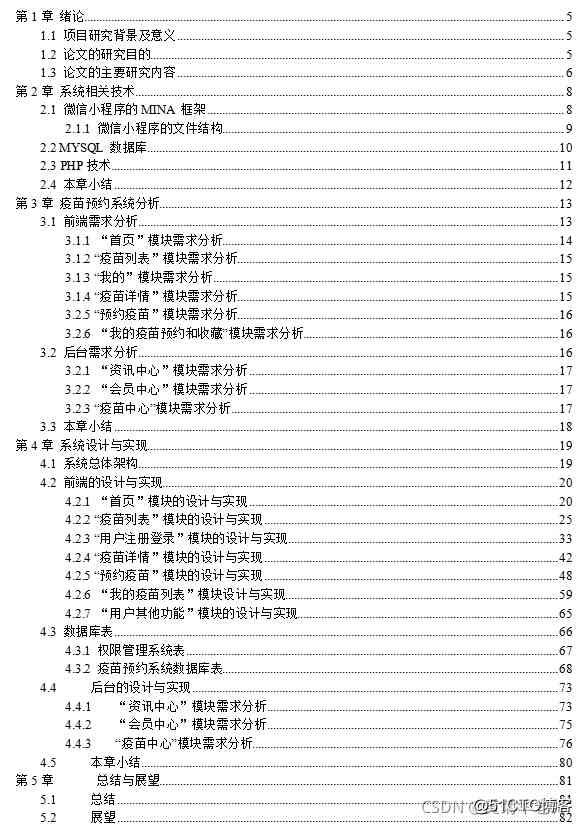 第 1 章 绪论 5
1.1 项目研究背景及意义 5
1.2 论文的研究目的 5
1.3 论文的主要研究内容 6
第 2 章 系统相关技术 8
2.1 微信小程序的 MINA 框架 8
2.1.1 微信小程序的文件结构 9
2.2 MYSQL 数据库 10
2.3 PHP 技术 11
2.4 本章小结 12
第 3 章 疫苗预约系统分析 13
3.1 前端需求分析 13
3.1.1 “首页”模块需求分析 14
3.1.2 “疫苗列表”模块需求分析 15
3.1.3 “我的”模块需求分析 15
3.1.4 “疫苗详情”模块需求分析 15
3.2.5 “预约疫苗”模块需求分析 16
3.2.6 “我的疫苗预约和收藏”模块需求分析 16
3.2 后台需求分析 16
3.2.1 “资讯中心”模块需求分析 17
3.2.2 “会员中心”模块需求分析 17
3.2.3 “疫苗中心”模块需求分析 17
3.3 本章小结 18
第 4 章 系统设计与实现 19
4.1 系统总体架构 19
4.2 前端的设计与实现 20
4.2.1 “首页”模块的设计与实现 20
4.2.2 “疫苗列表”模块的设计与实现 25
4.2.3 “用户注册登录”模块的设计与实现 33
4.2.4 “疫苗详情”模块的设计与实现 42
4.2.5 “预约疫苗”模块的设计与实现 48
4.2.6 “我的疫苗列表”模块设计与实现 59
4.2.7 “用户其他功能”模块的设计与实现 65
4.3 数据库表 66
4.3.1 权限管理系统表 67
4.3.2 疫苗预约系统数据库表 68
4.4 后台的设计与实现 73
4.4.1 “资讯中心”模块需求分析 73
4.4.2 “会员中心”模块需求分析 75
4.4.3 “疫苗中心”模块需求分析 76
4.5 本章小结 80
第 5 章 总结与展望 81
5.1 总结 81
5.2 展望 82
CSDN
@51CTO博客